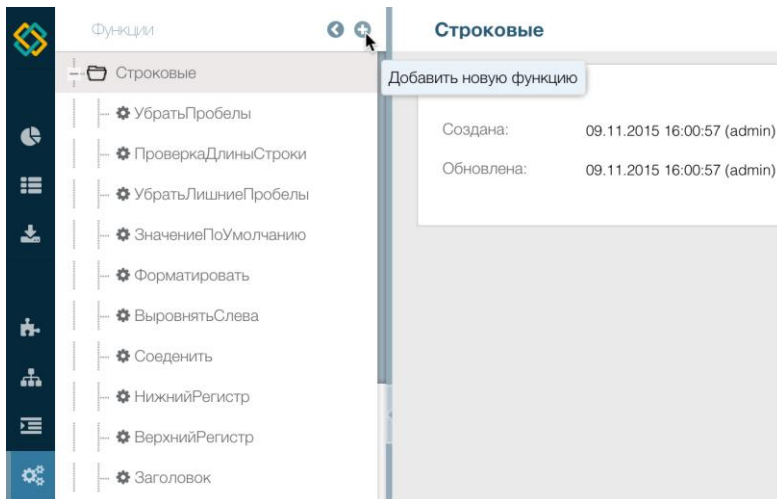 Функции
Строковые
УбратьПробелы
ПроверкаДлиныСтроки
УбратьЛишниеПробелы
ЗначениеПоУмолчанию
Форматировать
ВыровнятьСлева
Соеденить
НижнийРегистр
ВерхнийРегистр
Заголовок
Строковые
Добавить новую функцию
Создана: 09.11.2015 16:00:57 (admin)
Обновлена: 09.11.2015 16:00:57 (admin)